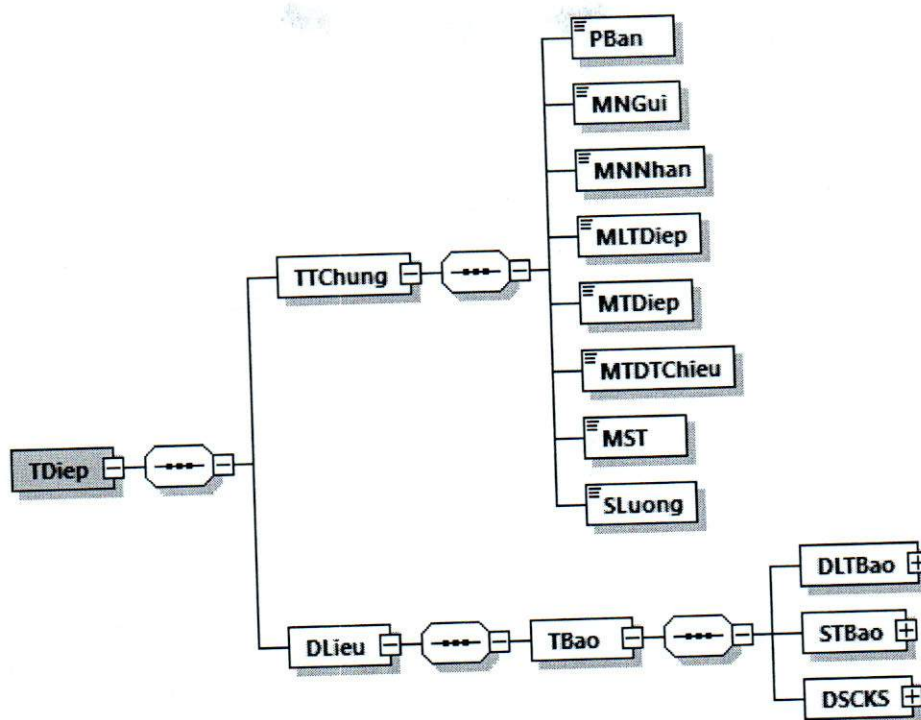 PBan
MNGui
MNNhan
MLTDiep
TTChung
MTDiep
MTDTChieu
MST
TDiep
SLuong
DLTBao
DLieu
TBao
STBao
DSCKS